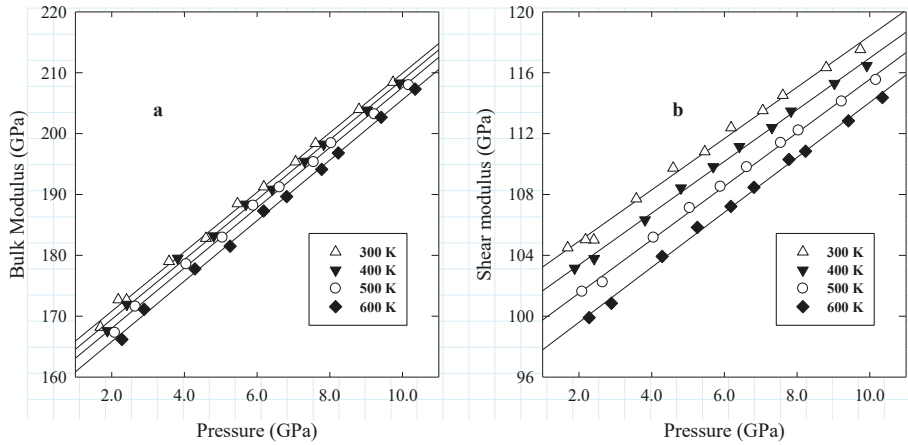 220
210
200
190
180
170
160
Bulk Modulus (GPa)
a
300 K
400 K
500 K
600 K
2.0 4.0 6.0 8.0 10.0
Pressure (GPa)
120
116
112
108
104
100
96
Shear modulus (GPa)
b
300 K
400 K
500 K
600 K
2.0 4.0 6.0 8.0 10.0
Pressure (GPa)